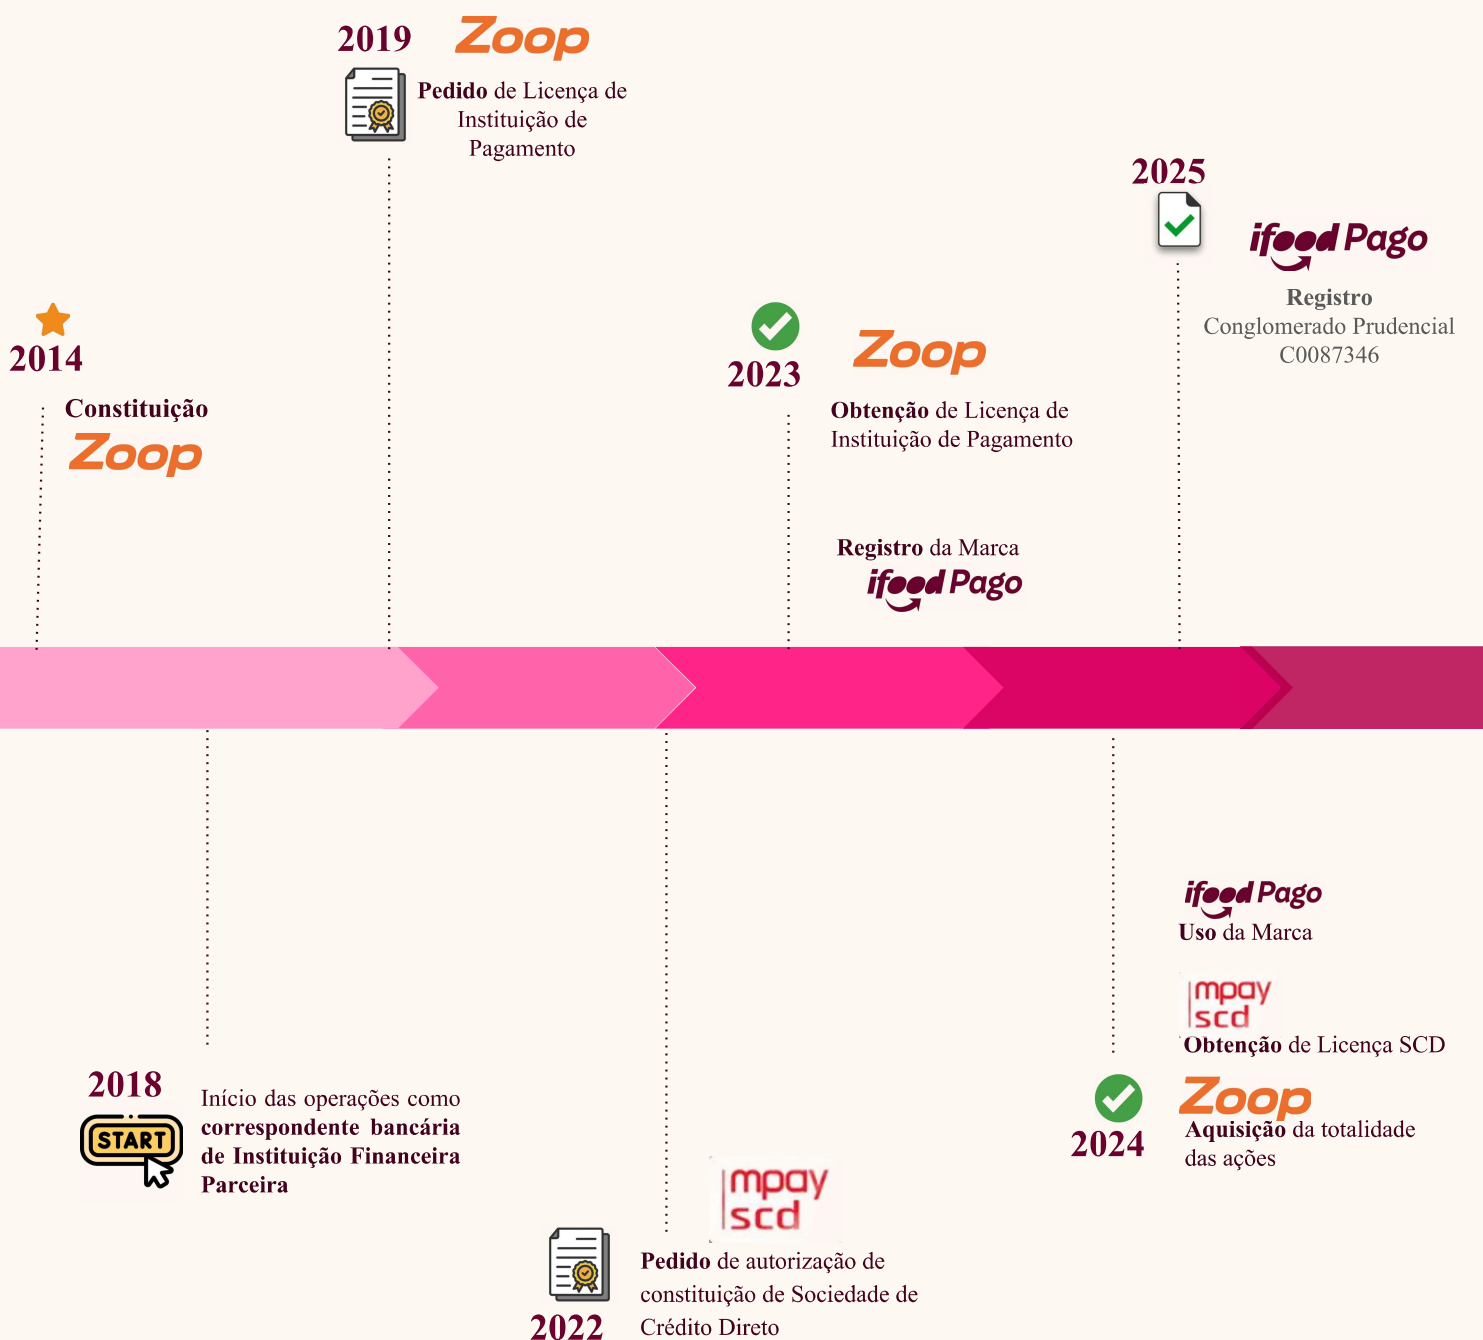 2019
Zoop
Pedido de Licença de
Instituição de
Pagamento
2025
ifood Pago
Registro
Conglomerado Prudencial
C0087346
2014
Constituição
Zoop
2023
Zoop
Obtenção de Licença de
Instituição de Pagamento
Registro da Marca
ifood Pago
2018
START
Início das operações como
correspondente bancária
de Instituição Financeira
Parceira
2022
mpay
scd
Pedido de autorização de
constituição de Sociedade de
Crédito Direto
2024
ifood Pago
Uso da Marca
mpay
scd
Obtenção de Licença SCD
Zoop
Aquisição da totalidade
das ações